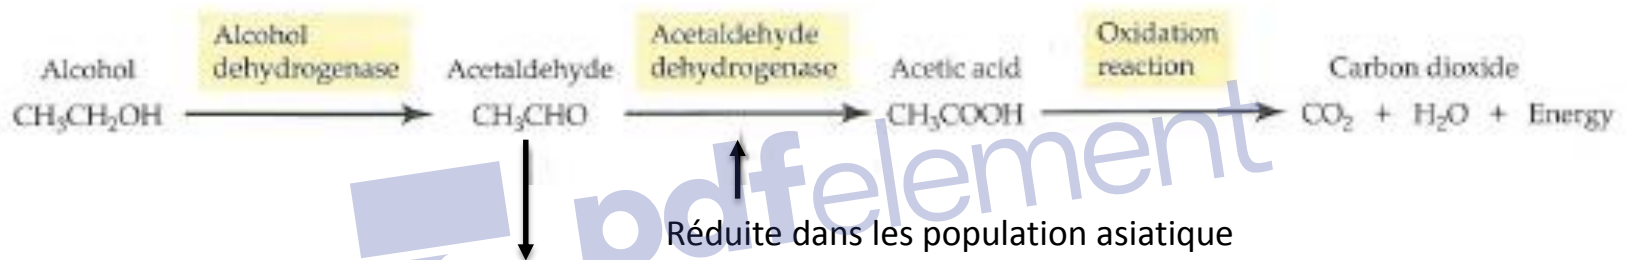 Alcohol
dehydrogenase
Acetaldehyde
dehydrogenase
Oxidation
reaction
Alcohol Acetaldehyde Acetic acid Carbon dioxide
CH₃CH₂OH CH₃CHO CH₃COOH CO₂ + H₂O + Energy
pdfelement
Réduite dans les population asiatique